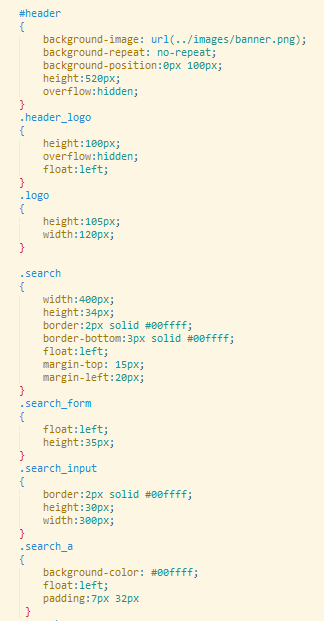 #header
{
background-image: url(../images/banner.png);
background-repeat: no-repeat;
background-position:0px 100px;
height:520px;
overflow:hidden;
}
.header_logo
{
height:100px;
overflow:hidden;
float:left;
}
.logo
{
height:105px;
width:120px;
}
.search
{
width:400px;
height:34px;
border:2px solid #00ffff;
border-bottom:3px solid #00ffff;
float:left;
margin-top: 15px;
margin-left:20px;
}
.search_form
{
float:left;
height:35px;
}
.search_input
{
border:2px solid #00ffff;
height:30px;
width:300px;
}
.search_a
{
background-color: #00ffff;
float:left;
padding:7px 32px
}